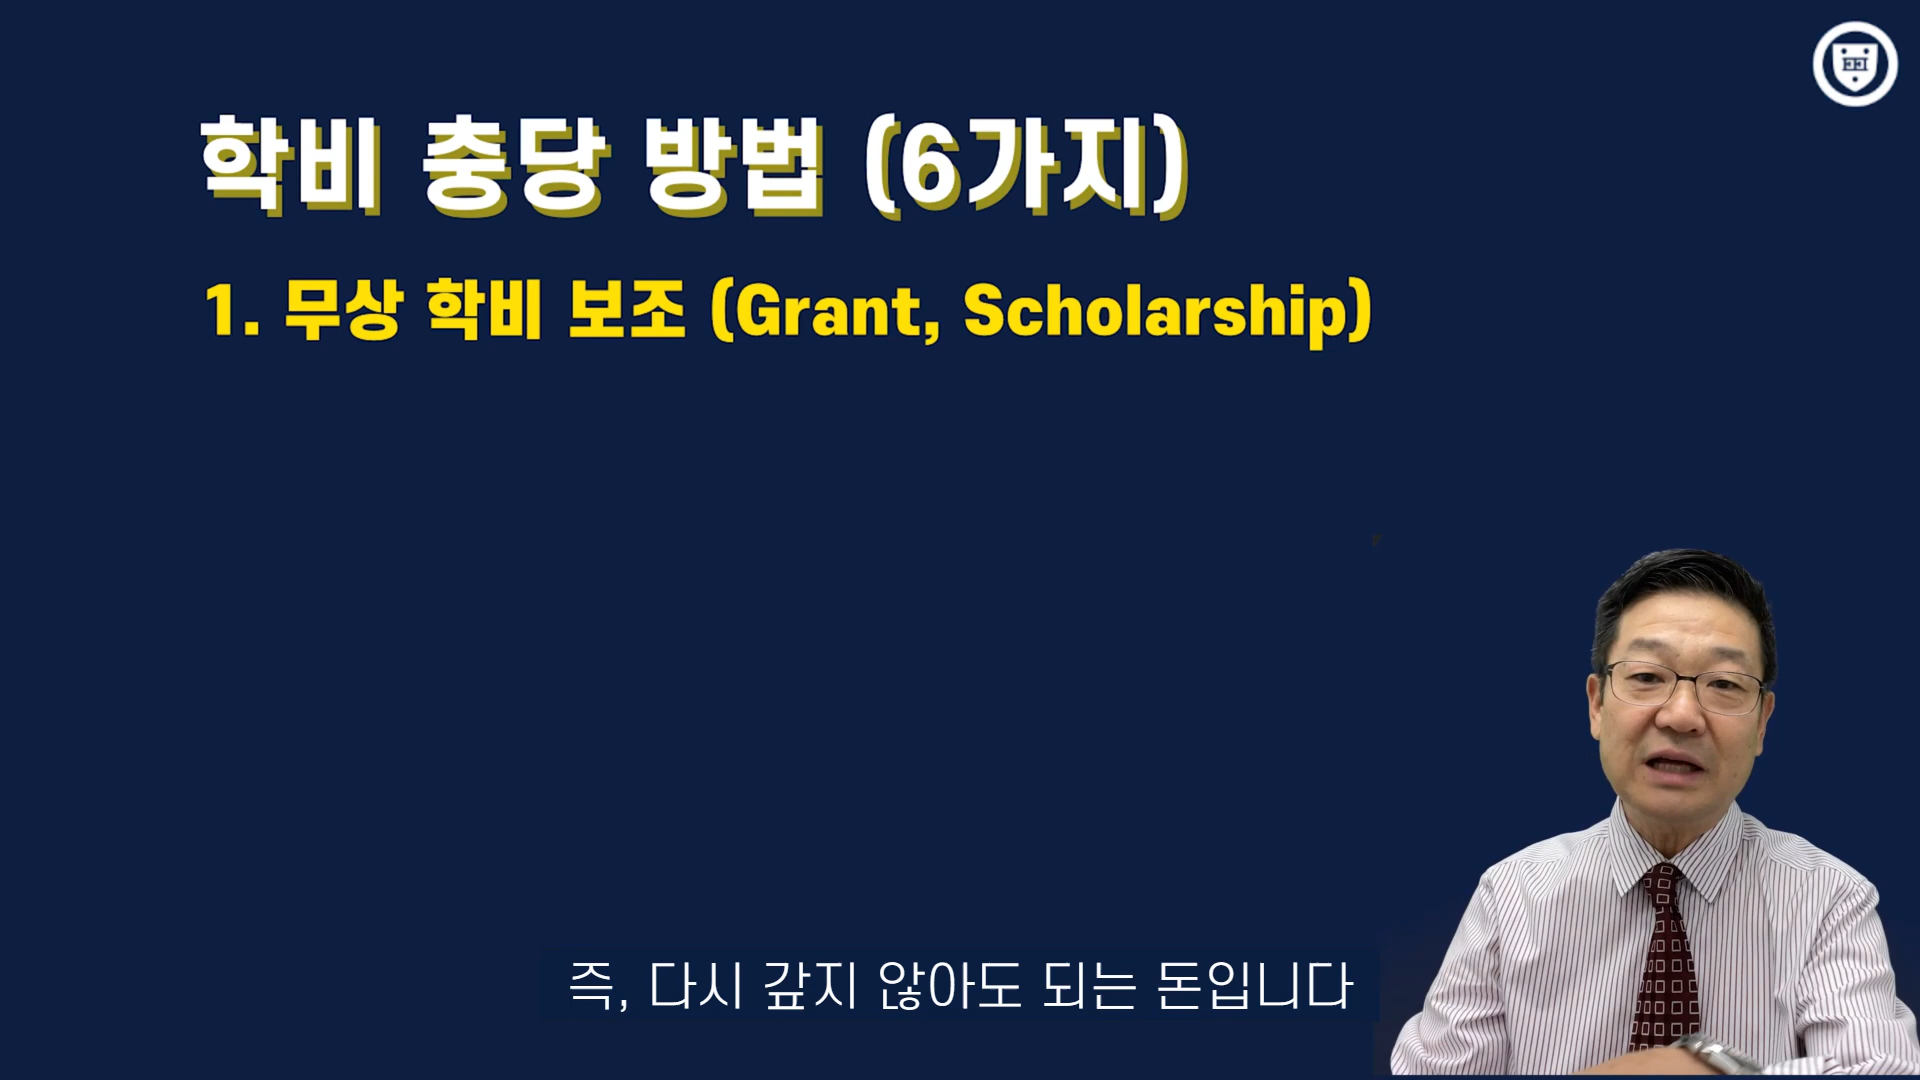 EEI
학비 충당 방법 (6가지)
1. 무상 학비 보조 (Grant, Scholarship)
즉, 다시 갚지 않아도 되는 돈입니다